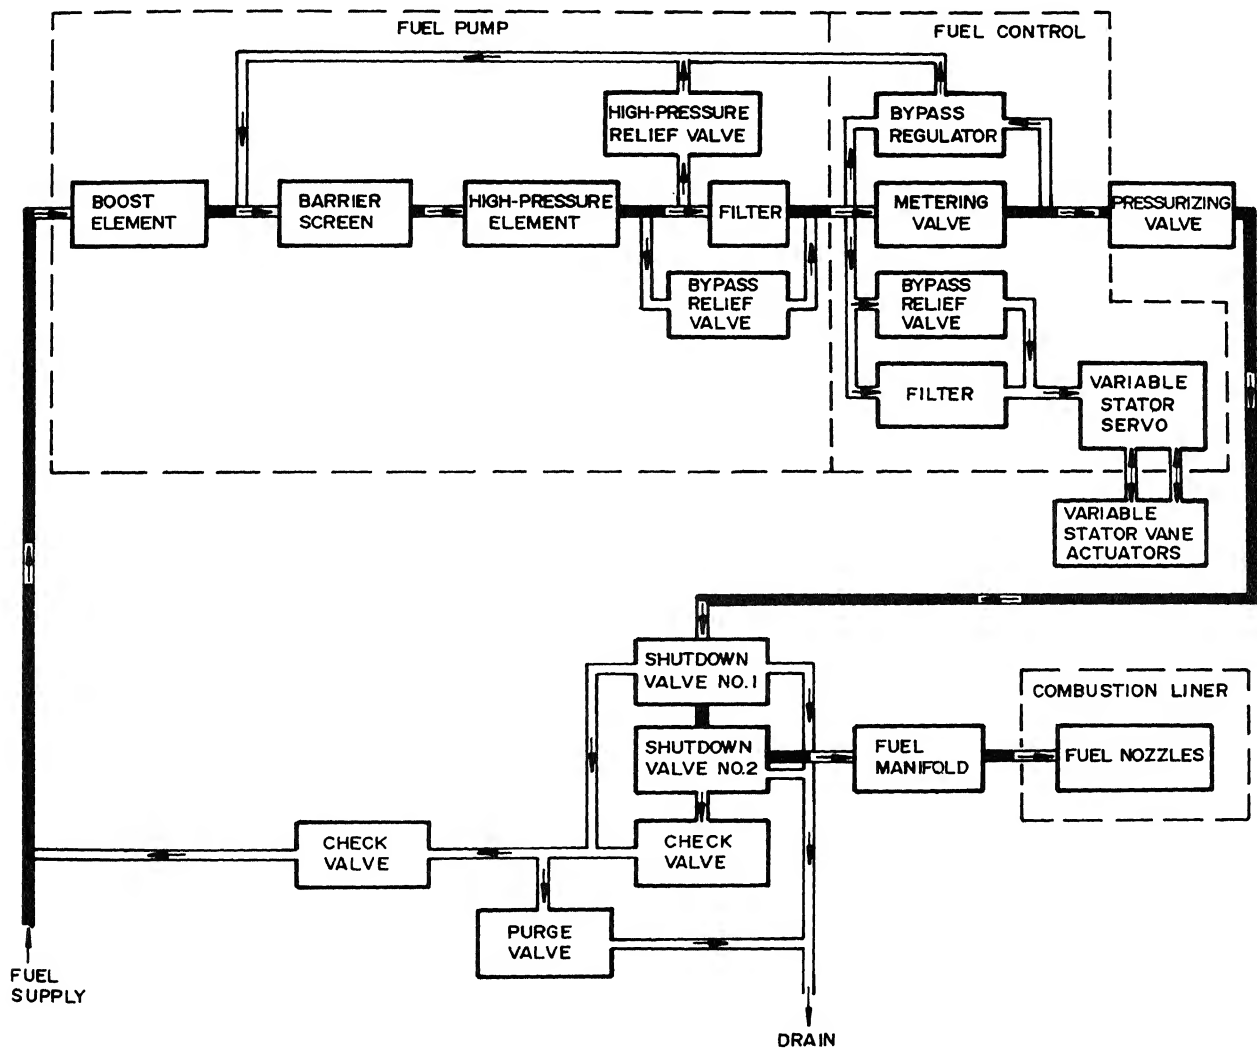 FUEL PUMP
FUEL CONTROL
HIGH-PRESSURE
RELIEF VALVE
BYPASS
REGULATOR
BOOST
ELEMENT
BARRIER
SCREEN
HIGH-PRESSURE
ELEMENT
FILTER
METERING
VALVE
PRESSURIZING
VALVE
BYPASS
RELIEF
VALVE
BYPASS
RELIEF
VALVE
FILTER
VARIABLE
STATOR
SERVO
VARIABLE
STATOR VANE
ACTUATORS
SHUTDOWN
VALVE NO.1
COMBUSTION LINER
SHUTDOWN
VALVE NO.2
FUEL
MANIFOLD
FUEL NOZZLES
CHECK
VALVE
CHECK
VALVE
PURGE
VALVE
FUEL
SUPPLY
DRAIN